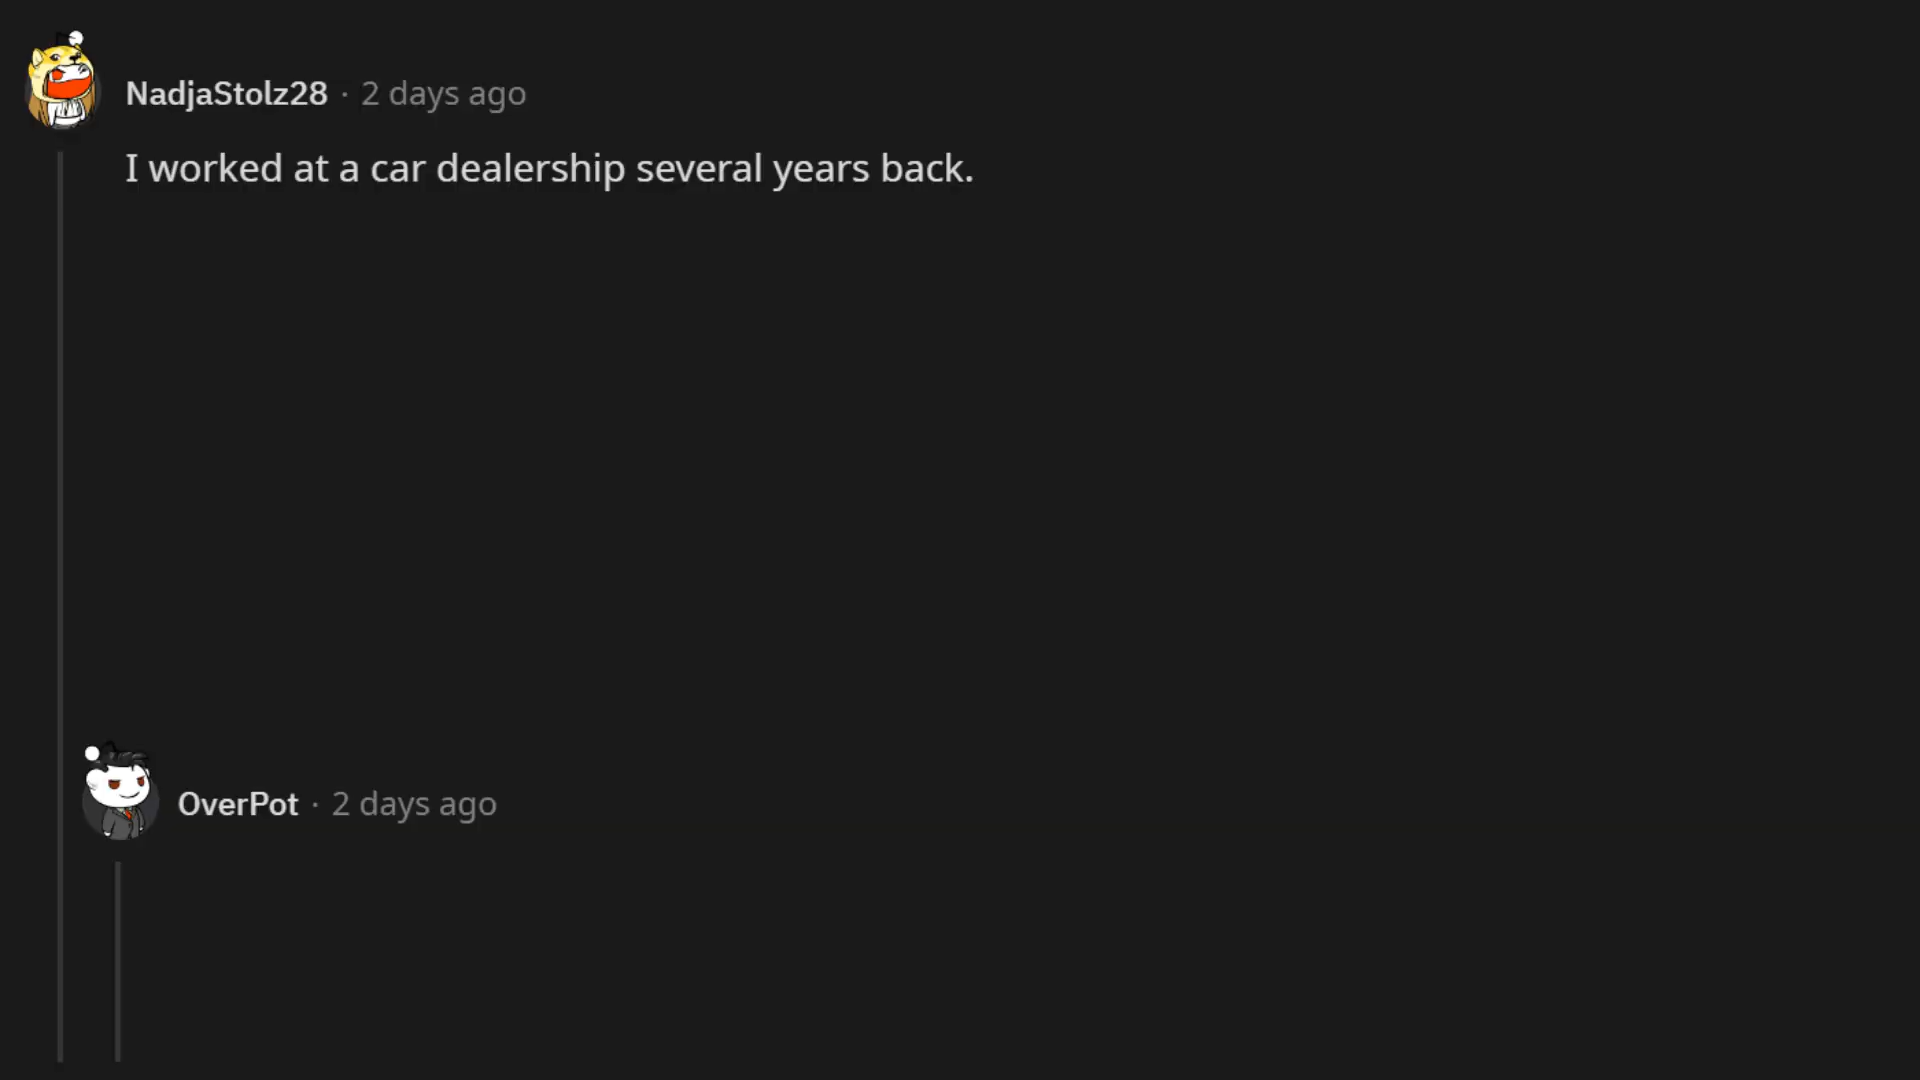 NadjaStolz28 · 2 days ago
I worked at a car dealership several years back.
OverPot · 2 days ago